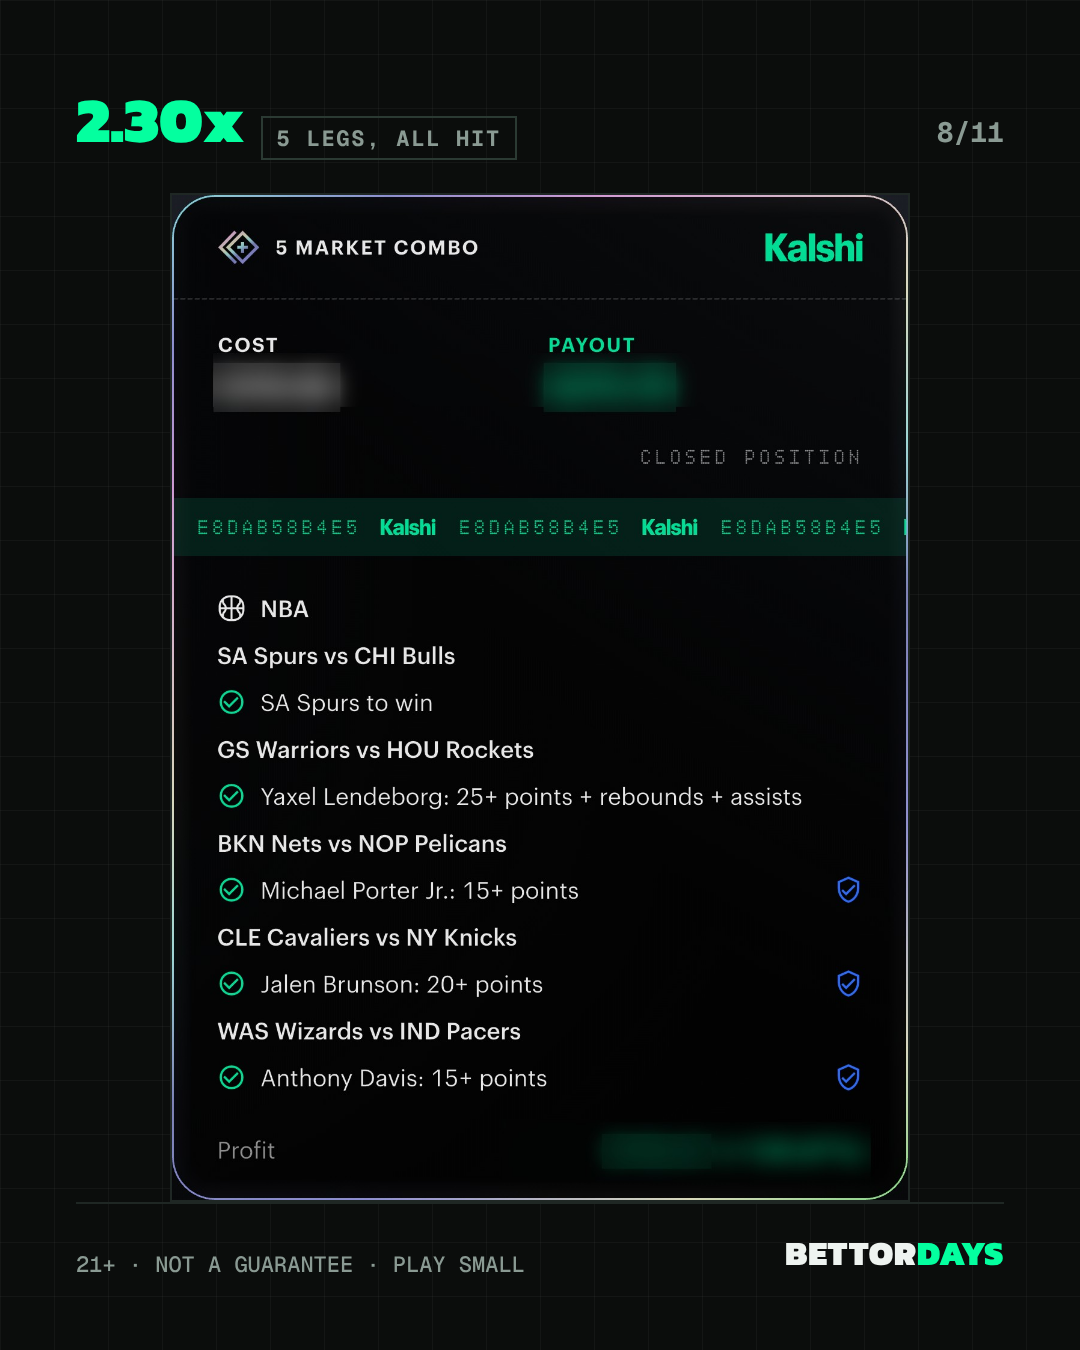 2.30x
5 LEGS, ALL HIT
8/11
5 MARKET COMBO
Kalshi
COST
PAYOUT
CLOSED POSITION
E8DAB58B4E5 Kalshi E8DAB58B4E5 Kalshi E8DAB58B4E5
NBA
SA Spurs vs CHI Bulls
SA Spurs to win
GS Warriors vs HOU Rockets
Yaxel Lendeborg: 25+ points + rebounds + assists
BKN Nets vs NOP Pelicans
Michael Porter Jr.: 15+ points
CLE Cavaliers vs NY Knicks
Jalen Brunson: 20+ points
WAS Wizards vs IND Pacers
Anthony Davis: 15+ points
Profit
21+ · NOT A GUARANTEE · PLAY SMALL
BETTORDAYS